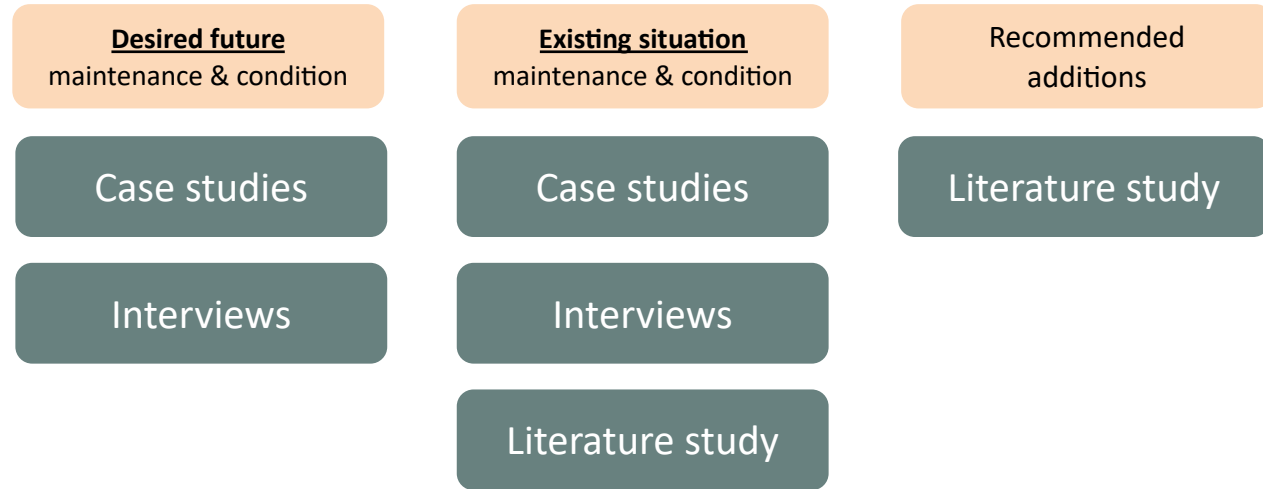 Desired future
maintenance & condition
Case studies
Interviews
Existing situation
maintenance & condition
Case studies
Interviews
Literature study
Recommended
additions
Literature study